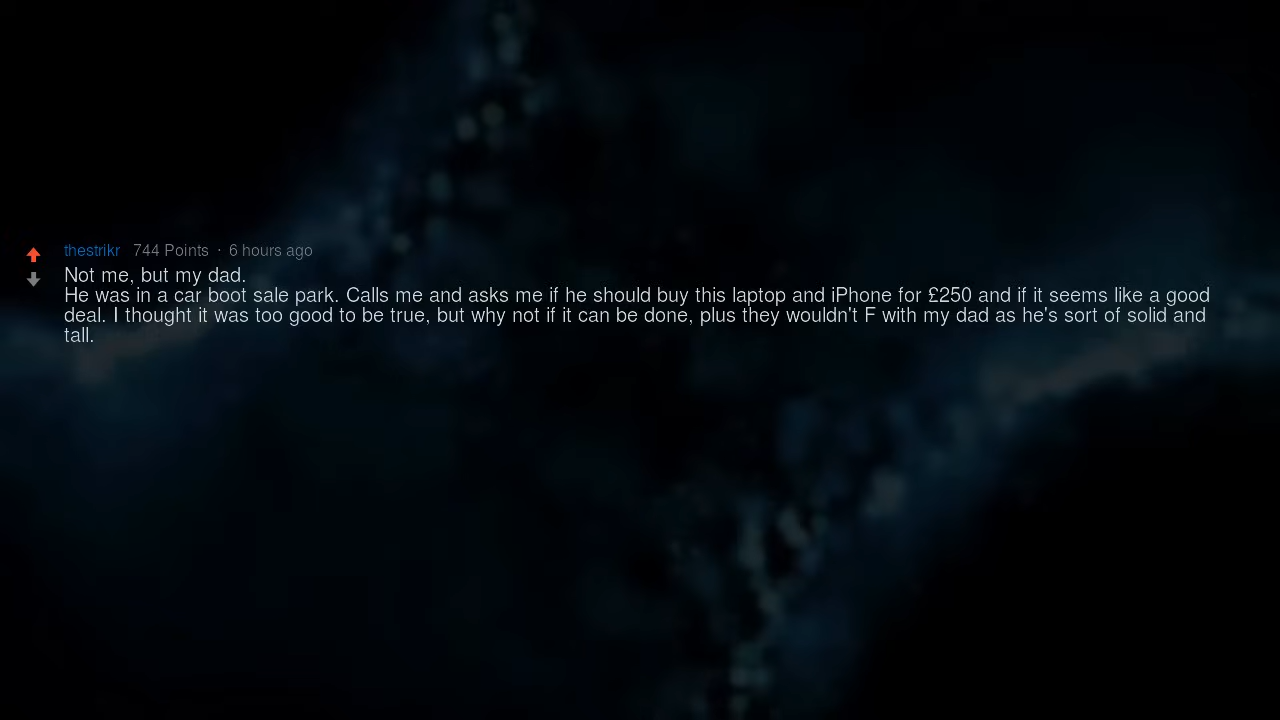 thestrikr 744 Points · 6 hours ago
Not me, but my dad.
He was in a car boot sale park. Calls me and asks me if he should buy this laptop and iPhone for £250 and if it seems like a good
deal. I thought it was too good to be true, but why not if it can be done, plus they wouldn't F with my dad as he's sort of solid and
tall.